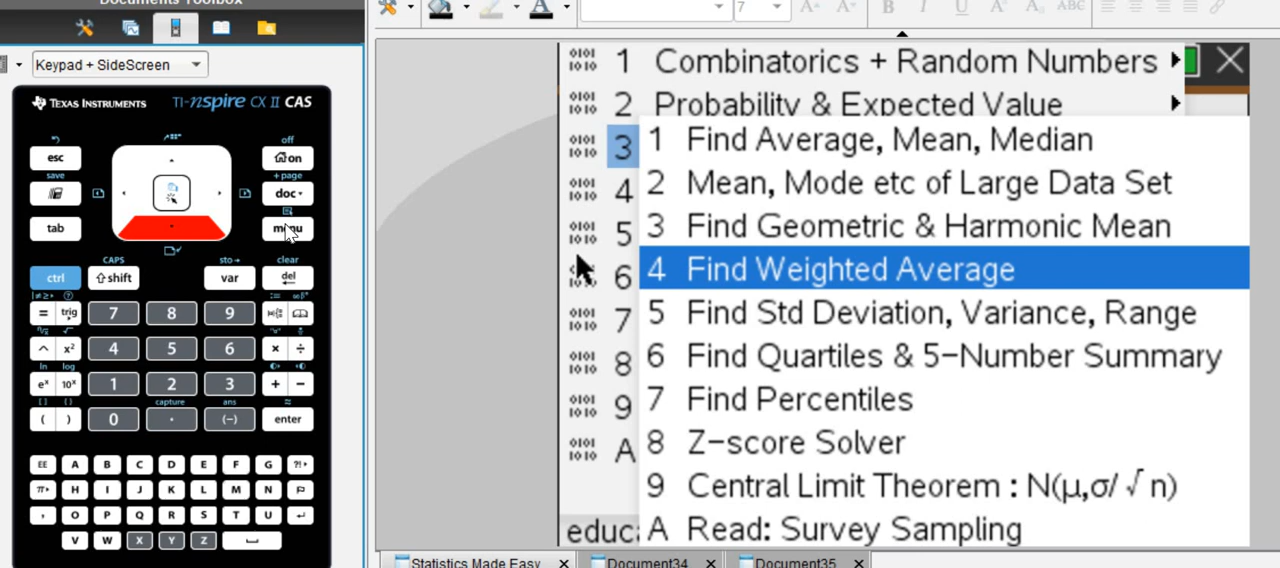 Documents Toolbox
7
B I U A A ABC
Keypad + SideScreen
TEXAS INSTRUMENTS TI-nspire CX II CAS
off
esc
on
save
+ page
doc
tab
menu
CAPS
sto→
clear
ctrl
shift
var
del
= trig 7 8 9
^ x² 4 5 6 × ÷
ln log
eˣ 10ˣ 1 2 3 + −
[ ] { } capture ans ≈
( ) 0 . (−) enter
EE A B C D E F G ?!▸
π▸ H I J K L M N
, O P Q R S T U
V W X Y Z
1 Combinatorics + Random Numbers
2 Probability & Expected Value
3
4
5
6
7
8
9
A
1 Find Average, Mean, Median
2 Mean, Mode etc of Large Data Set
3 Find Geometric & Harmonic Mean
4 Find Weighted Average
5 Find Std Deviation, Variance, Range
6 Find Quartiles & 5−Number Summary
7 Find Percentiles
8 Z−score Solver
9 Central Limit Theorem : N(μ,σ/√n)
A Read: Survey Sampling
educ
Statistics Made Easy
Document34
Document35